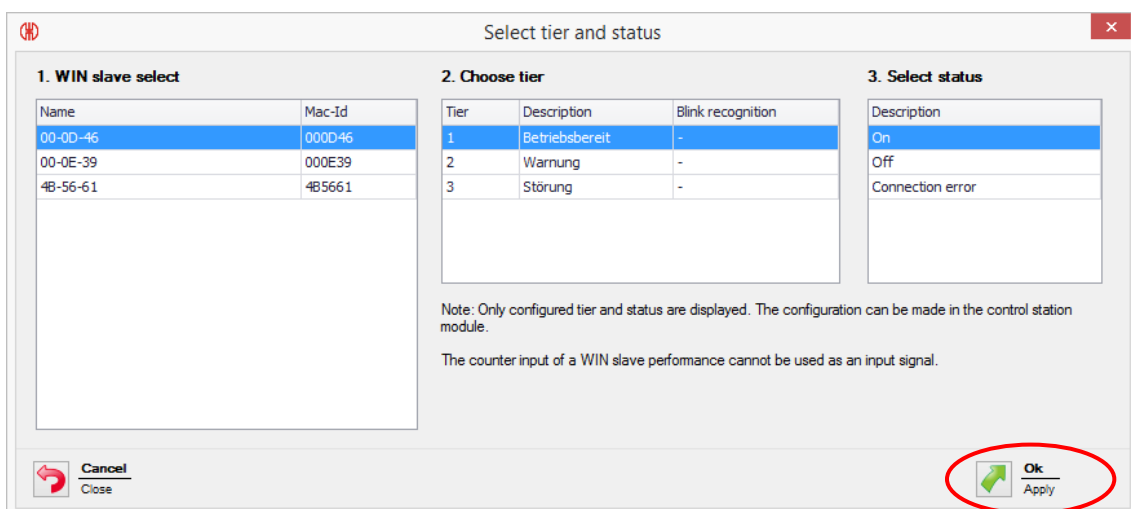 Select tier and status
1. WIN slave select
Name Mac-Id
00-0D-46 000D46
00-0E-39 000E39
4B-56-61 4B5661
2. Choose tier
Tier Description Blink recognition
1 Betriebsbereit -
2 Warnung -
3 Störung -
3. Select status
Description
On
Off
Connection error
Note: Only configured tier and status are displayed. The configuration can be made in the control station
module.
The counter input of a WIN slave performance cannot be used as an input signal.
Cancel
Close
Ok
Apply